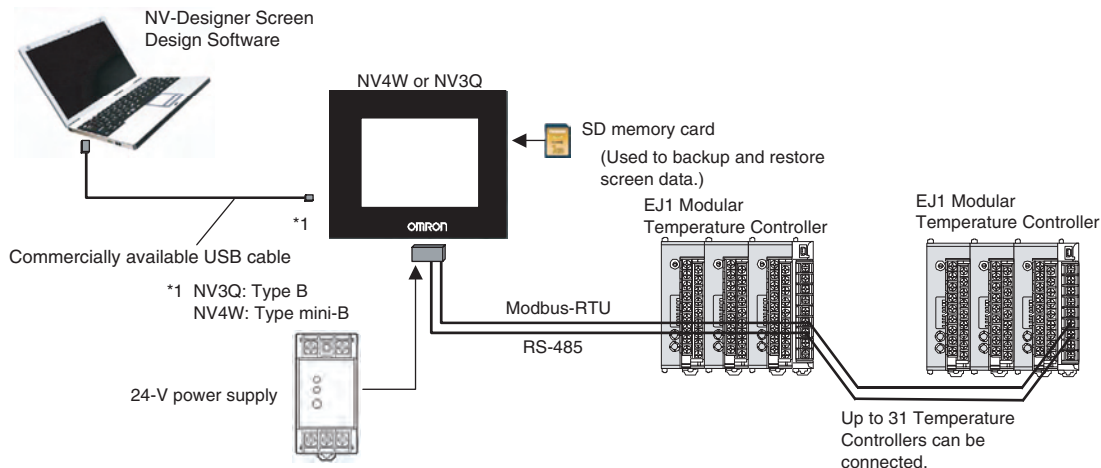 NV-Designer Screen
Design Software
NV4W or NV3Q
SD memory card
(Used to backup and restore
screen data.)
OMRON
*1
Commercially available USB cable
*1 NV3Q: Type B
NV4W: Type mini-B
EJ1 Modular
Temperature Controller
EJ1 Modular
Temperature Controller
Modbus-RTU
RS-485
24-V power supply
Up to 31 Temperature
Controllers can be
connected.